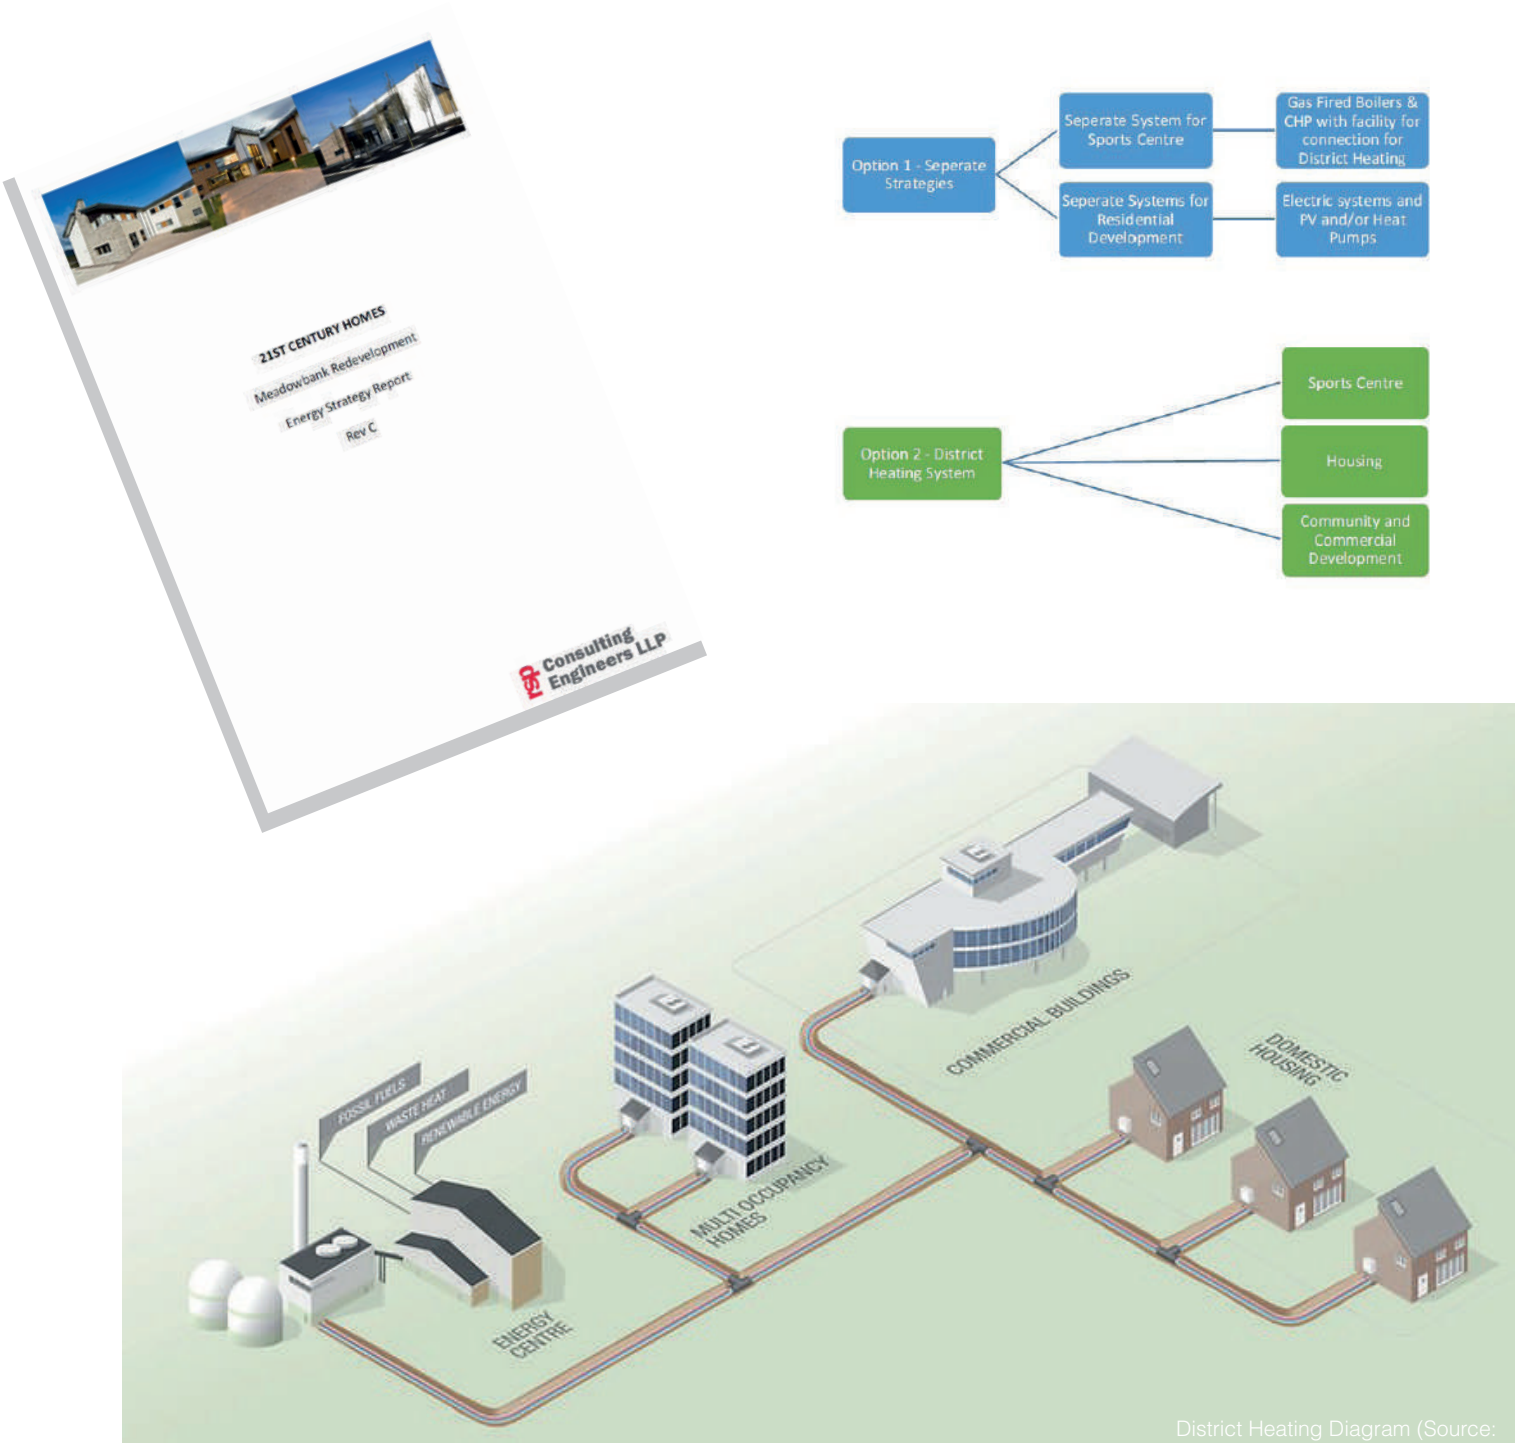 21ST CENTURY HOMES
Meadowbank Redevelopment
Energy Strategy Report
Rev C
rsp
Consulting
Engineers LLP
Option 1 - Seperate
Strategies
Seperate System for
Sports Centre
Gas Fired Boilers &
CHP with facility for
connection for
District Heating
Seperate Systems for
Residential
Development
Electric systems and
PV and/or Heat
Pumps
Option 2 - District
Heating System
Sports Centre
Housing
Community and
Commercial
Development
FOSSIL FUELS
WASTE HEAT
RENEWABLE ENERGY
ENERGY
CENTRE
MULTI OCCUPANCY
HOMES
COMMERCIAL BUILDINGS
DOMESTIC
HOUSING
District Heating Diagram (Source: